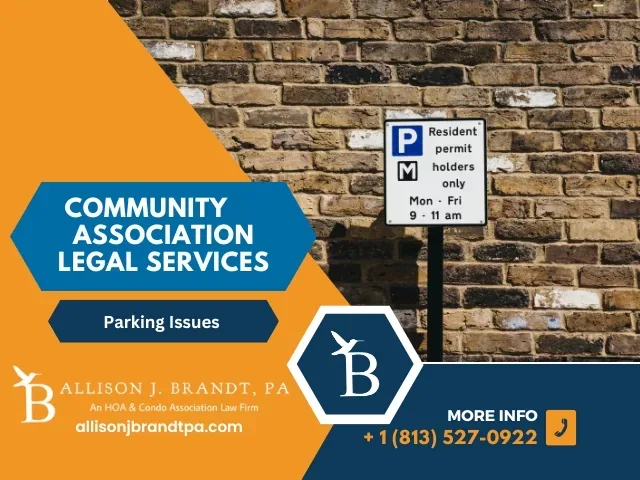 P
Resident
permit
M
holders
only
Mon - Fri
9 - 11 am
COMMUNITY
ASSOCIATION
LEGAL SERVICES
Parking Issues
B
ALLISON J. BRANDT, PA
An HOA & Condo Association Law Firm
allisonjbrandtpa.com
B
MORE INFO
+ 1 (813) 527-0922